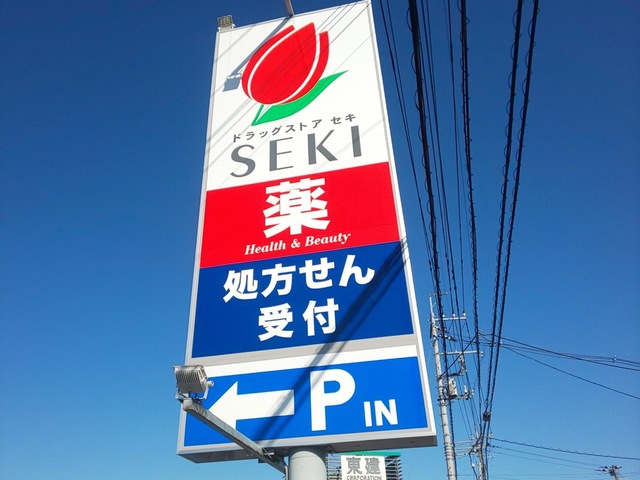 ドラッグストア セキ
SEKI
薬
Health & Beauty
処方せん
受付
P IN
東建
CORPORATION